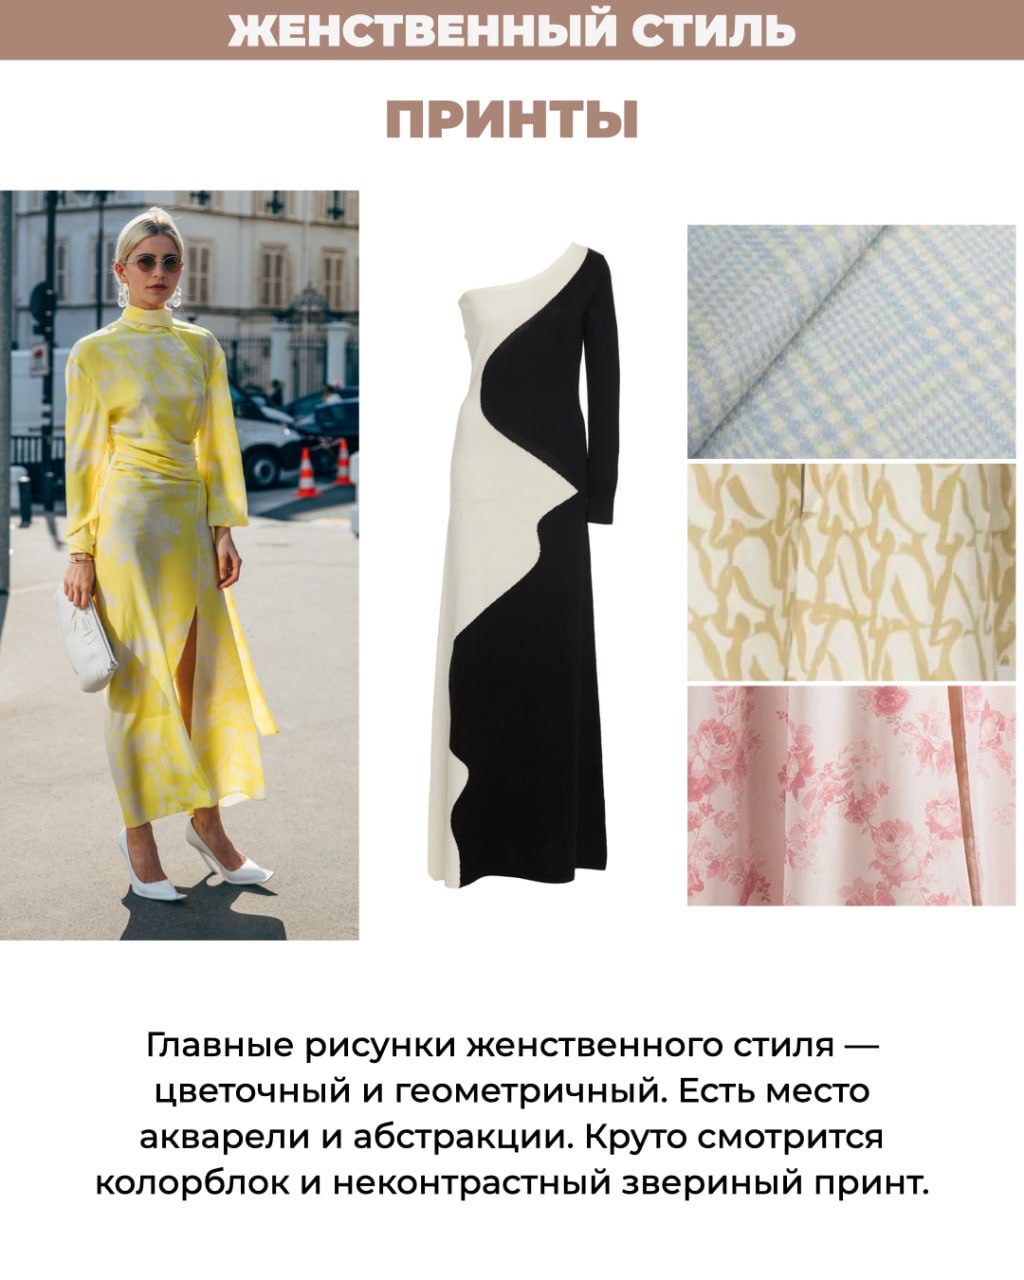 ЖЕНСТВЕННЫЙ СТИЛЬ
ПРИНТЫ
Главные рисунки женственного стиля —
цветочный и геометричный. Есть место
акварели и абстракции. Круто смотрится
колорблок и неконтрастный звериный принт.